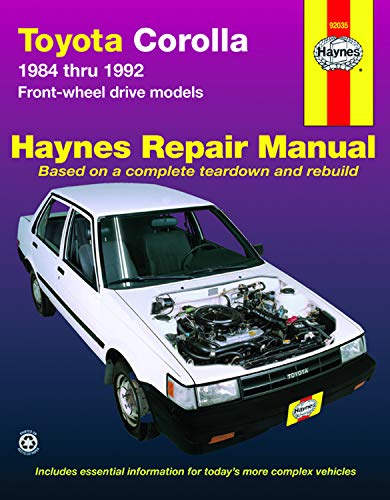 Toyota Corolla
1984 thru 1992
Front-wheel drive models
92035
Haynes
®
Haynes Repair Manual
Based on a complete teardown and rebuild
TOYOTA
Haynes
Includes essential information for today's more complex vehicles